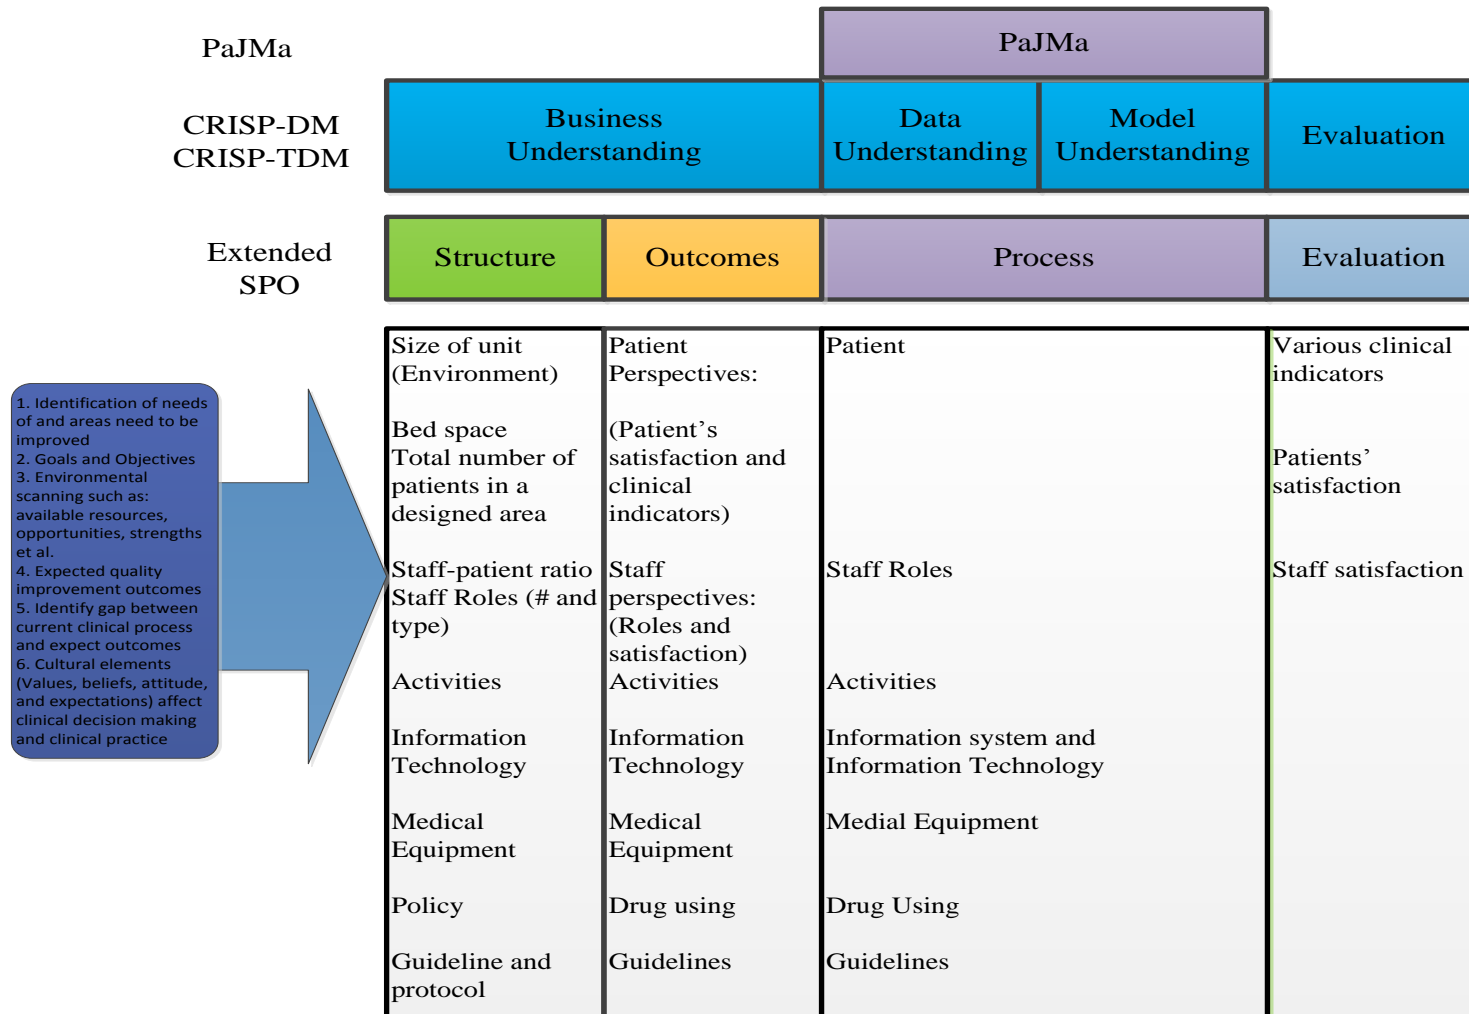 PaJMa
PaJMa
CRISP-DM
CRISP-TDM
Business
Understanding
Data
Understanding
Model
Understanding
Evaluation
Extended
SPO
Structure
Outcomes
Process
Evaluation
1. Identification of needs
of and areas need to be
improved
2. Goals and Objectives
3. Environmental
scanning such as:
available resources,
opportunities, strengths
et al.
4. Expected quality
improvement outcomes
5. Identify gap between
current clinical process
and expect outcomes
6. Cultural elements
(Values, beliefs, attitude,
and expectations) affect
clinical decision making
and clinical practice
Size of unit
(Environment)
Bed space
Total number of
patients in a
designed area
Staff-patient ratio
Staff Roles (# and
type)
Activities
Information
Technology
Medical
Equipment
Policy
Guideline and
protocol
Patient
Perspectives:
(Patient’s
satisfaction and
clinical
indicators)
Staff
perspectives:
(Roles and
satisfaction)
Activities
Information
Technology
Medical
Equipment
Drug using
Guidelines
Patient
Staff Roles
Activities
Information system and
Information Technology
Medial Equipment
Drug Using
Guidelines
Various clinical
indicators
Patients’
satisfaction
Staff satisfaction